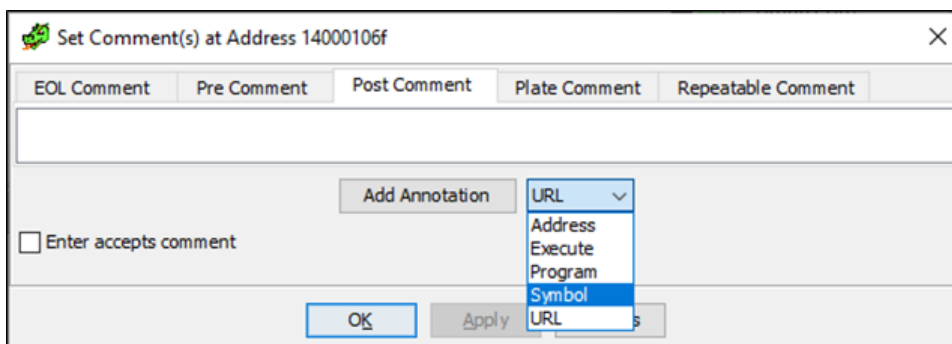 Set Comment(s) at Address 14000106f
EOL Comment Pre Comment Post Comment Plate Comment Repeatable Comment
Add Annotation URL
Address
Enter accepts comment Execute
Program
Symbol
OK Apply URL